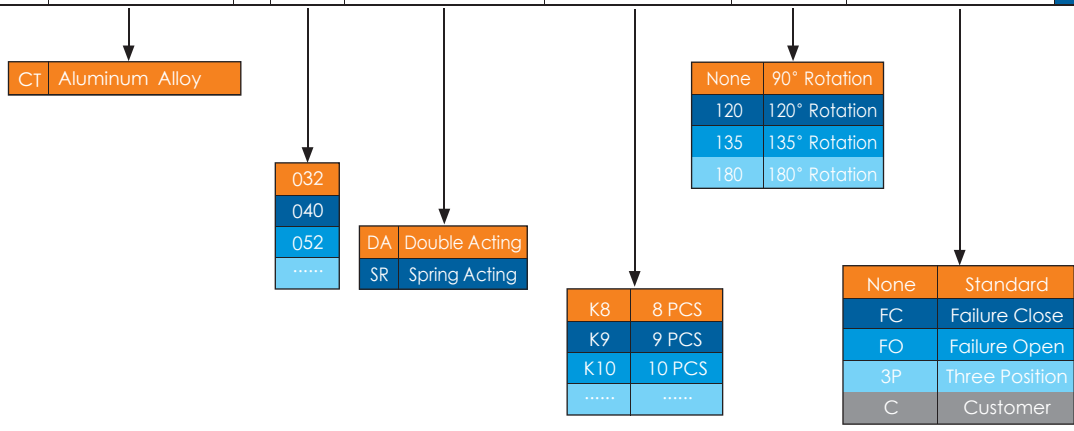 CT Aluminum Alloy
None 90° Rotation
120 120° Rotation
135 135° Rotation
180 180° Rotation
032
040
052
......
DA Double Acting
SR Spring Acting
K8 8 PCS
K9 9 PCS
K10 10 PCS
...... ......
None Standard
FC Failure Close
FO Failure Open
3P Three Position
C Customer